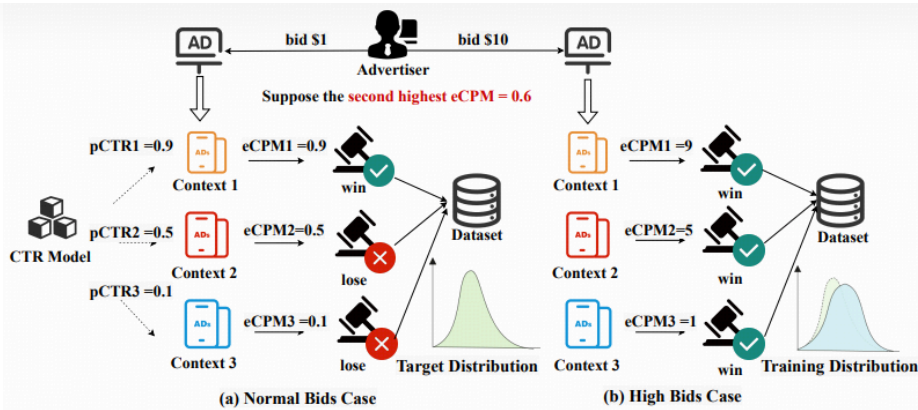 AD
bid $1
bid $10
AD
Advertiser
Suppose the second highest eCPM = 0.6
pCTR1 =0.9
ADs
eCPM1 =0.9
Context 1
win
pCTR2 =0.5
ADs
eCPM2=0.5
CTR Model
Context 2
lose
Dataset
pCTR3 =0.1
ADs
eCPM3 =0.1
Context 3
lose
Target Distribution
(a) Normal Bids Case
ADs
eCPM1 =9
Context 1
win
ADs
eCPM2=5
Context 2
win
Dataset
ADs
eCPM3 =1
Context 3
win
Training Distribution
(b) High Bids Case